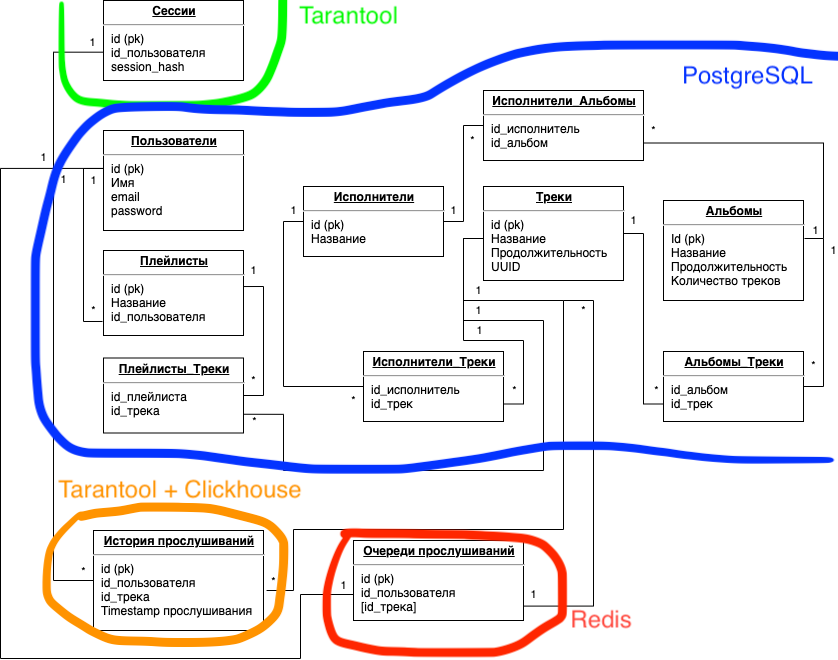 Сессии
id (pk)
id_пользователя
session_hash
Tarantool
1
PostgreSQL
Исполнители_Альбомы
id_исполнитель
id_альбом
*
*
Пользователи
id (pk)
Имя
email
password
1
1
1
Исполнители
id (pk)
Название
1
1
Треки
id (pk)
Название
Продолжительность
UUID
1
Альбомы
Id (pk)
Название
Продолжительность
Количество треков
1
1
Плейлисты
id (pk)
Название
id_пользователя
1
*
1
1
1
*
Плейлисты_Треки
id_плейлиста
id_трека
*
*
Исполнители_Треки
id_исполнитель
id_трек
*
*
Альбомы_Треки
id_альбом
id_трек
*
*
Tarantool + Clickhouse
История прослушиваний
id (pk)
id_пользователя
id_трека
Timestamp прослушивания
*
*
Очереди прослушиваний
id (pk)
id_пользователя
[id_трека]
1
1
Redis